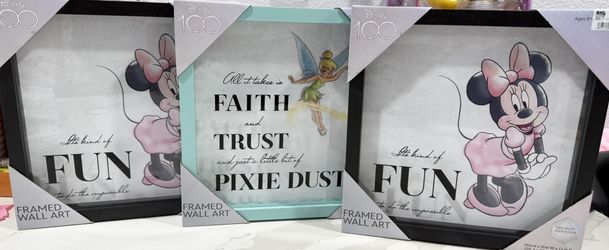 Disney
100
It's kind of
FUN
to do the impossible
FRAMED
WALL ART
Disney
100
All it takes is
FAITH
and
TRUST
and just a little bit of
PIXIE DUST
FRAMED
WALL ART
Disney
100
It's kind of
FUN
to do the impossible
FRAMED
WALL ART